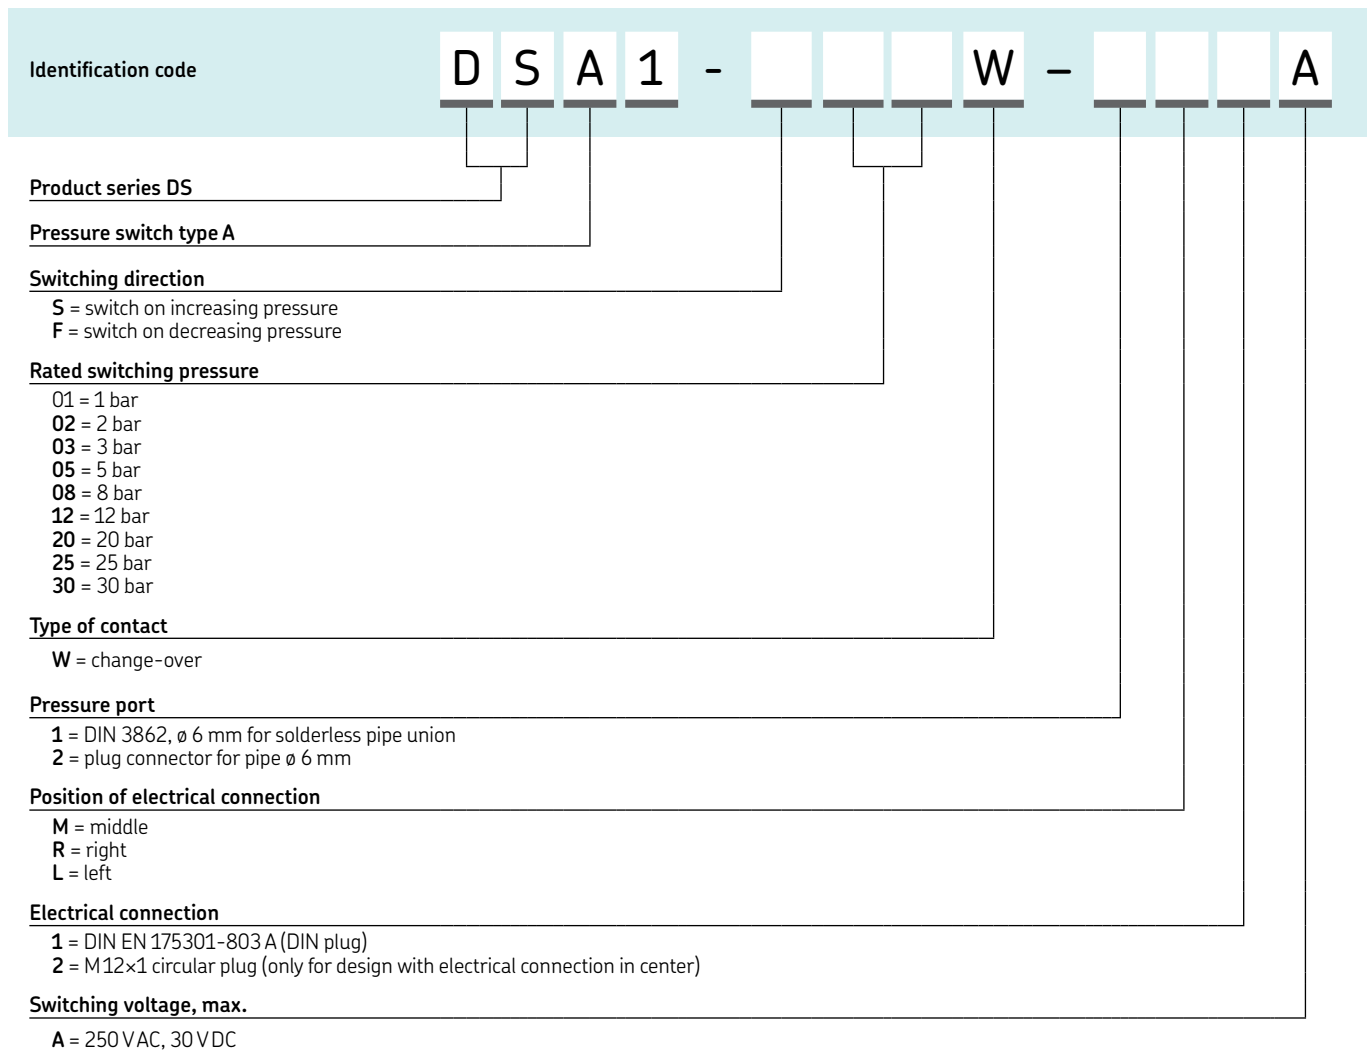 Identification code D S A 1 - W – A
Product series DS
Pressure switch type A
Switching direction
S = switch on increasing pressure
F = switch on decreasing pressure
Rated switching pressure
01 = 1 bar
02 = 2 bar
03 = 3 bar
05 = 5 bar
08 = 8 bar
12 = 12 bar
20 = 20 bar
25 = 25 bar
30 = 30 bar
Type of contact
W = change-over
Pressure port
1 = DIN 3862, ø 6 mm for solderless pipe union
2 = plug connector for pipe ø 6 mm
Position of electrical connection
M = middle
R = right
L = left
Electrical connection
1 = DIN EN 175301-803 A (DIN plug)
2 = M12×1 circular plug (only for design with electrical connection in center)
Switching voltage, max.
A = 250 V AC, 30 V DC